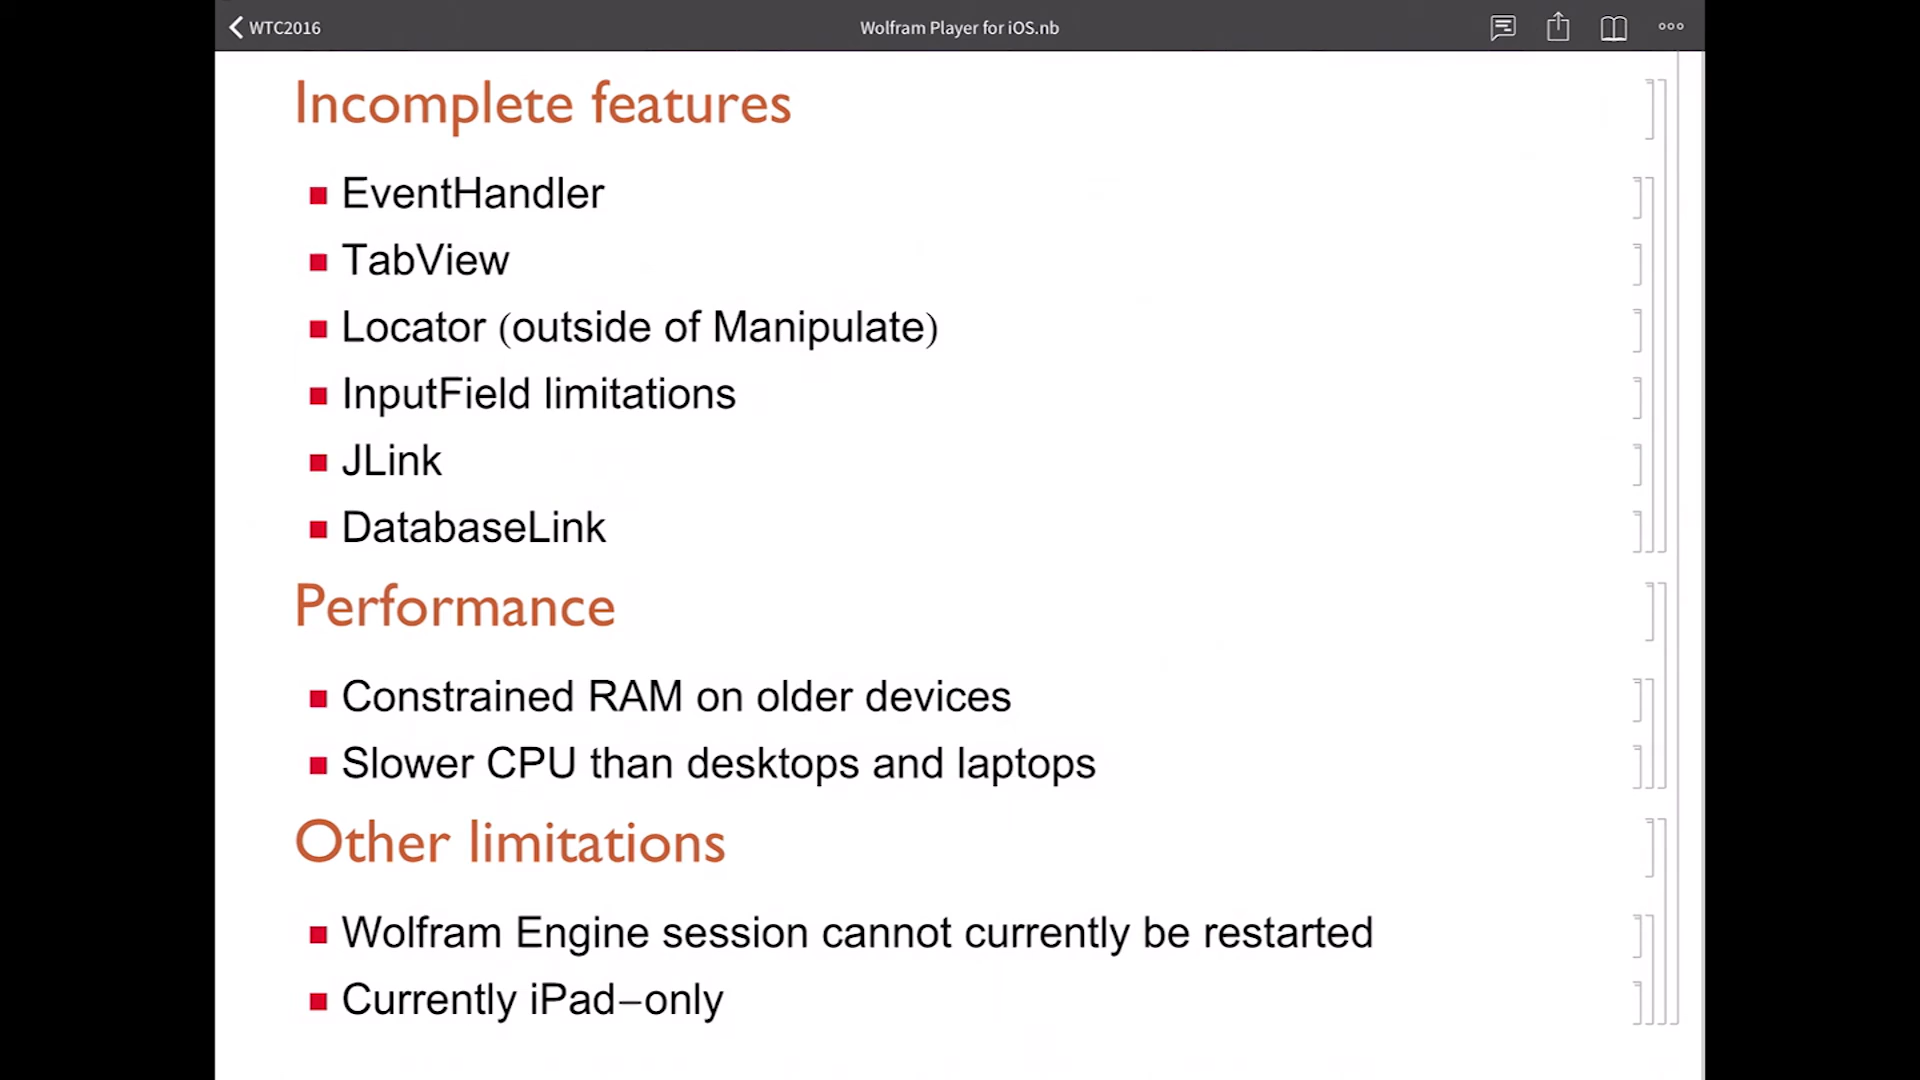 WTC2016
Wolfram Player for iOS.nb
Incomplete features
EventHandler
TabView
Locator (outside of Manipulate)
InputField limitations
JLink
DatabaseLink
Performance
Constrained RAM on older devices
Slower CPU than desktops and laptops
Other limitations
Wolfram Engine session cannot currently be restarted
Currently iPad–only